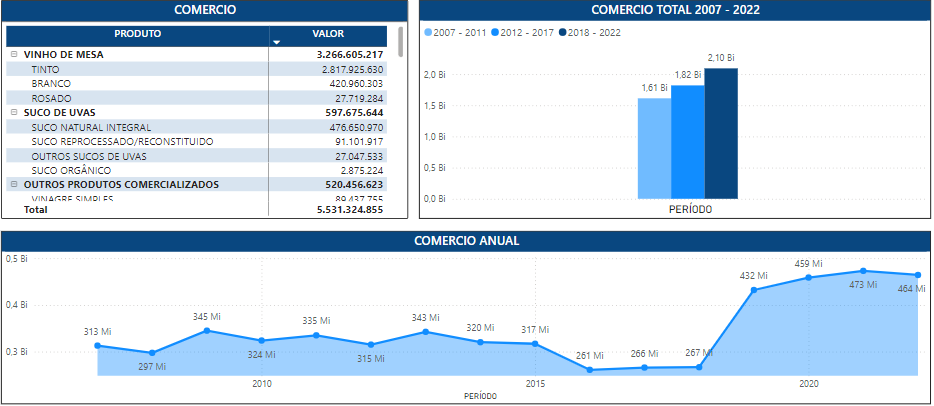 COMERCIO
PRODUTO VALOR
VINHO DE MESA 3.266.605.217
TINTO 2.817.925.630
BRANCO 420.960.303
ROSADO 27.719.284
SUCO DE UVAS 597.675.644
SUCO NATURAL INTEGRAL 476.650.970
SUCO REPROCESSADO/RECONSTITUIDO 91.101.917
OUTROS SUCOS DE UVAS 27.047.533
SUCO ORGÂNICO 2.875.224
OUTROS PRODUTOS COMERCIALIZADOS 520.456.623
VINAGRE SIMPLES 89.437.755
Total 5.531.324.855
COMERCIO TOTAL 2007 - 2022
2007 - 2011 2012 - 2017 2018 - 2022
2,10 Bi
2,0 Bi 1,82 Bi
1,61 Bi
1,5 Bi
1,0 Bi
0,5 Bi
0,0 Bi
PERÍODO
COMERCIO ANUAL
0,5 Bi
0,4 Bi
0,3 Bi
313 Mi 297 Mi 345 Mi 324 Mi 335 Mi 315 Mi 343 Mi 320 Mi 317 Mi 261 Mi 266 Mi 267 Mi 432 Mi 459 Mi 473 Mi 464 Mi
2010 2015 2020
PERÍODO